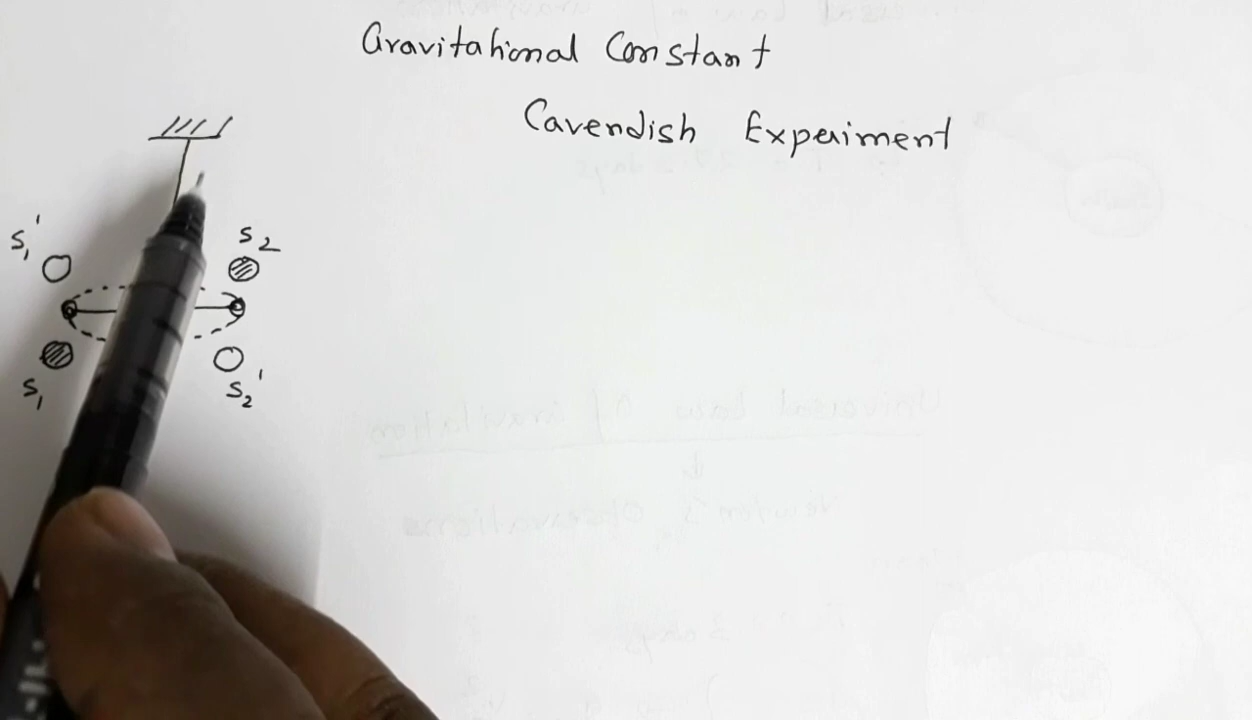 Gravitational Constant
Cavendish Experiment
S₁' S₂
S₁ S₂'